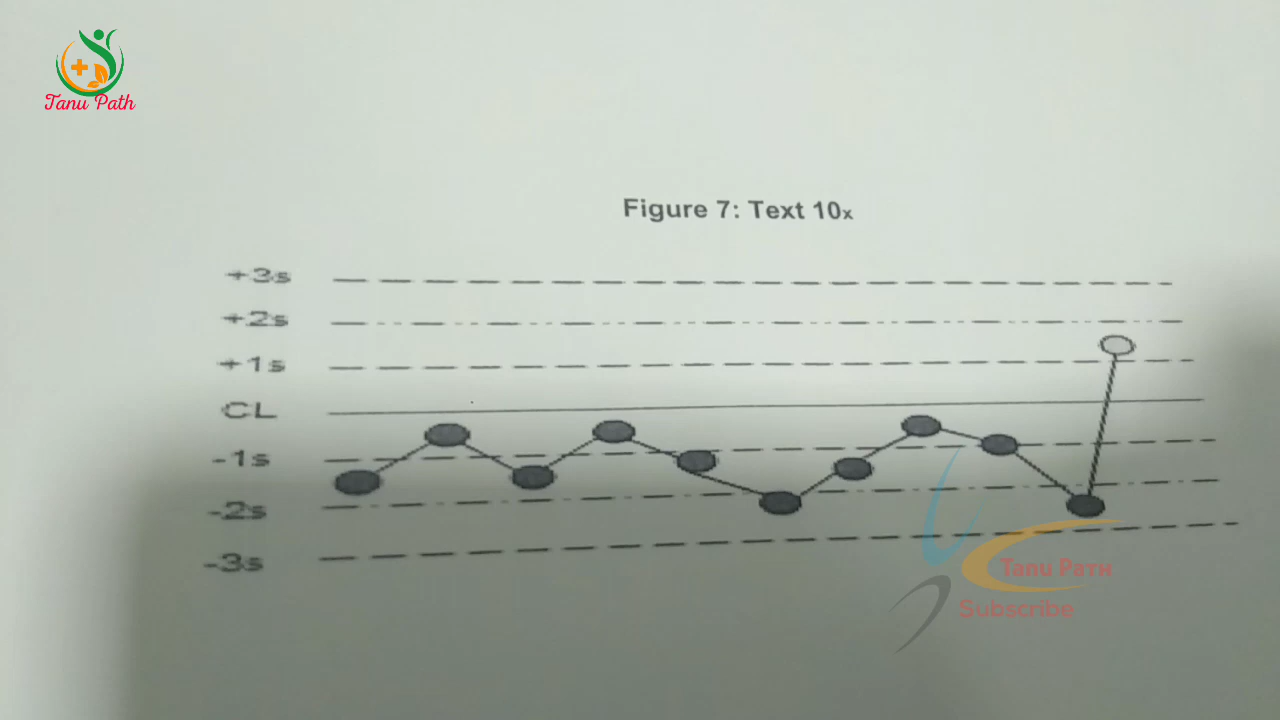 Tanu Path
Figure 7: Text 10x
+3s
+2s
+1s
CL
-1s
-2s
-3s
Tanu Path
Subscribe